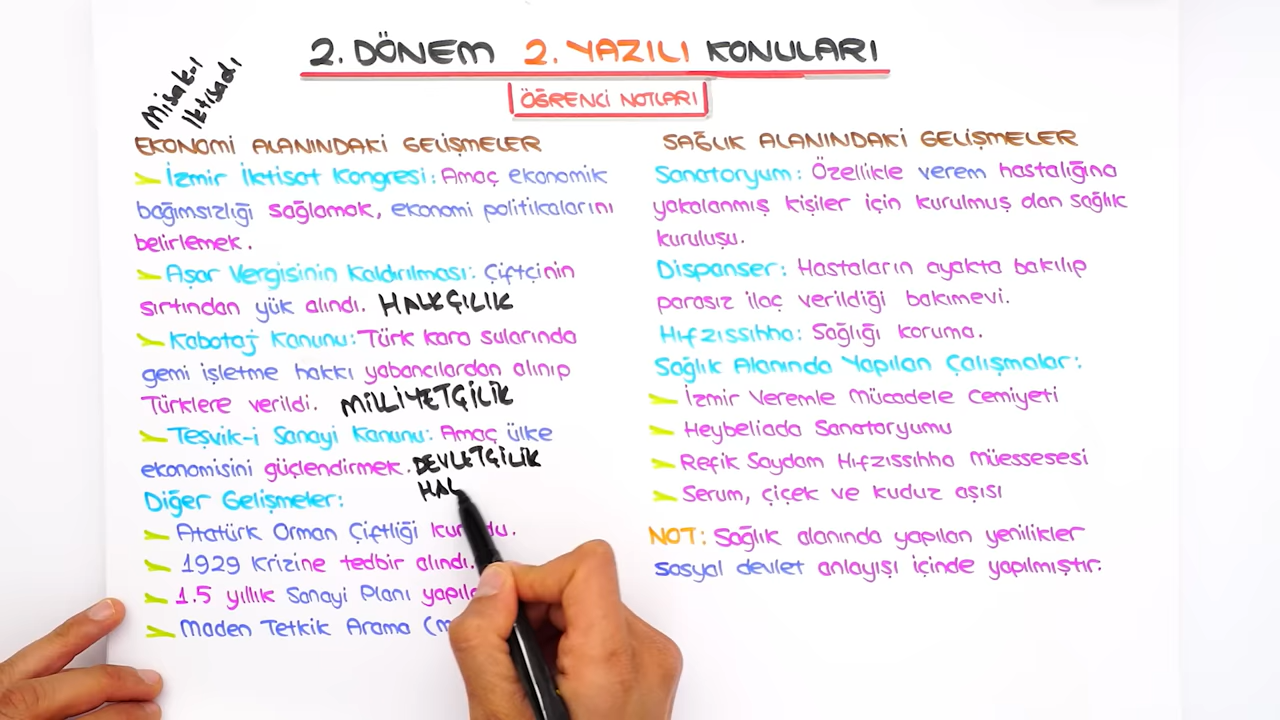 2. DÖNEM 2. YAZILI KONULARI
ÖĞRENCİ NOTLARI
Misak-ı
İktisadı
EKONOMİ ALANINDAKİ GELİŞMELER
İzmir İktisat Kongresi: Amaç ekonomik
bağımsızlığı sağlamak, ekonomi politikalarını
belirlemek.
Aşar Vergisinin Kaldırılması: Çiftçinin
sırtından yük alındı. HALKÇILIK
Kabotaj Kanunu: Türk kara sularında
gemi işletme hakkı yabancılardan alınıp
Türklere verildi. MİLLİYETÇİLİK
Teşvik-i Sanayi Kanunu: Amaç ülke
ekonomisini güçlendirmek. DEVLETÇİLİK
HAL
Diğer Gelişmeler:
Atatürk Orman Çiftliği
1929 Krizine tedbir alındı.
1.5 yıllık Sanayi Planı
Maden Tetkik Arama
SAĞLIK ALANINDAKİ GELİŞMELER
Sanatoryum: Özellikle verem hastalığına
yakalanmış kişiler için kurulmuş olan sağlık
kuruluşu.
Dispanser: Hastaların ayakta bakılıp
parasız ilaç verildiği bakımevi.
Hıfzıssıhha: Sağlığı koruma.
Sağlık Alanında Yapılan Çalışmalar:
İzmir Veremle Mücadele Cemiyeti
Heybeliada Sanatoryumu
Refik Saydam Hıfzıssıhha Müessesesi
Serum, çiçek ve kuduz aşısı
NOT: Sağlık alanında yapılan yenilikler
sosyal devlet anlayışı içinde yapılmıştır.